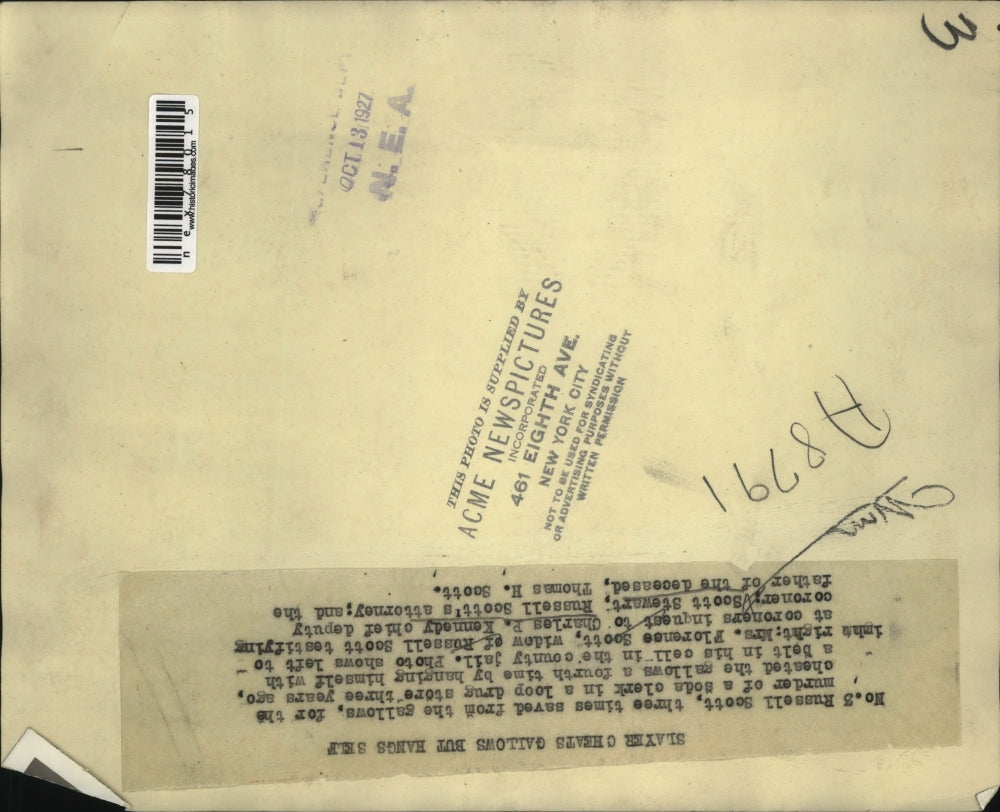 3
www.historicimages.com
nex78015
OCT 13 1927
N.E.A.
THIS PHOTO IS SUPPLIED BY
ACME NEWSPICTURES
INCORPORATED
461 EIGHTH AVE.
NEW YORK CITY
NOT TO BE USED FOR SYNDICATING
OR ADVERTISING PURPOSES WITHOUT
WRITTEN PERMISSION
SLAYER CHEATS GALLOWS BUT HANGS SELF
No.3 Russell Scott, three times saved from the gallows, for the
murder of a soda clerk in a loop drug store three years ago,
cheated the gallows a fourth time by hanging himself with
a belt in his cell in the county jail. Photo shows left to
right right;Mrs. Florence Scott, widow of Russell Scott testifying
at coroners inquest to Charles P. Kennedy chief deputy
coroner; Scott Stewart, Russell Scott's attorney;and the
father of the deceased, Thomas H. Scott.